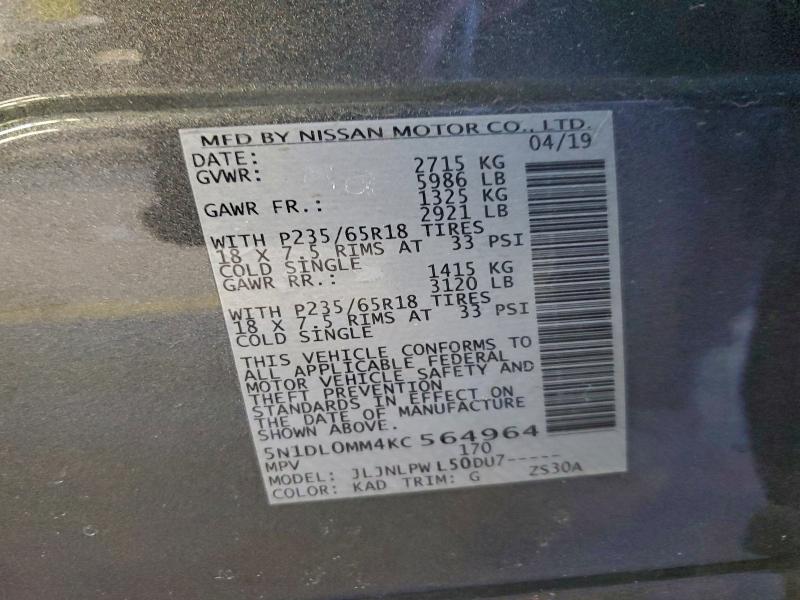 MFD BY NISSAN MOTOR CO., LTD.
DATE: 04/19
GVWR: 2715 KG
5986 LB
GAWR FR.: 1325 KG
2921 LB
WITH P235/65R18 TIRES
18 X 7.5 RIMS AT 33 PSI
COLD SINGLE
GAWR RR.: 1415 KG
3120 LB
WITH P235/65R18 TIRES
18 X 7.5 RIMS AT 33 PSI
COLD SINGLE
THIS VEHICLE CONFORMS TO
ALL APPLICABLE FEDERAL
MOTOR VEHICLE SAFETY AND
THEFT PREVENTION
STANDARDS IN EFFECT ON
THE DATE OF MANUFACTURE
SHOWN ABOVE.
5N1DL0MM4KC 564964
MPV 170
MODEL: JLJNLPW L50DU7-----
COLOR: KAD TRIM: G ZS30A